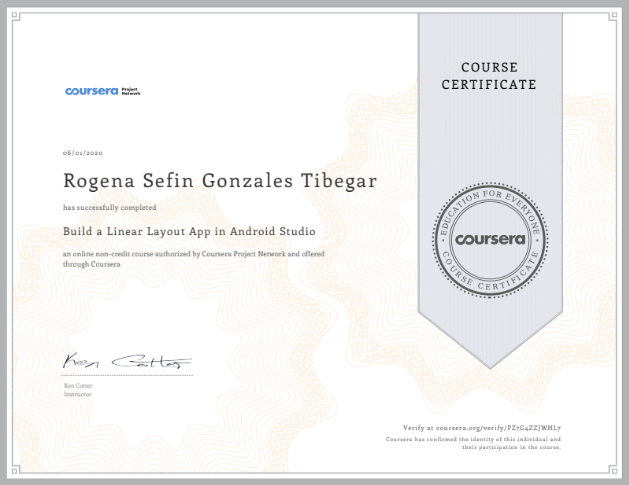 COURSE
CERTIFICATE
coursera Project
Network
06/01/2020
Rogena Sefin Gonzales Tibegar
has successfully completed
Build a Linear Layout App in Android Studio
an online non-credit course authorized by Coursera Project Network and offered
through Coursera
EDUCATION FOR EVERYONE
coursera
COURSE CERTIFICATE
Ken Cotter
Ken Cotter
Instructor
Verify at coursera.org/verify/PZ7G4ZZJWHL7
Coursera has confirmed the identity of this individual and
their participation in the course.